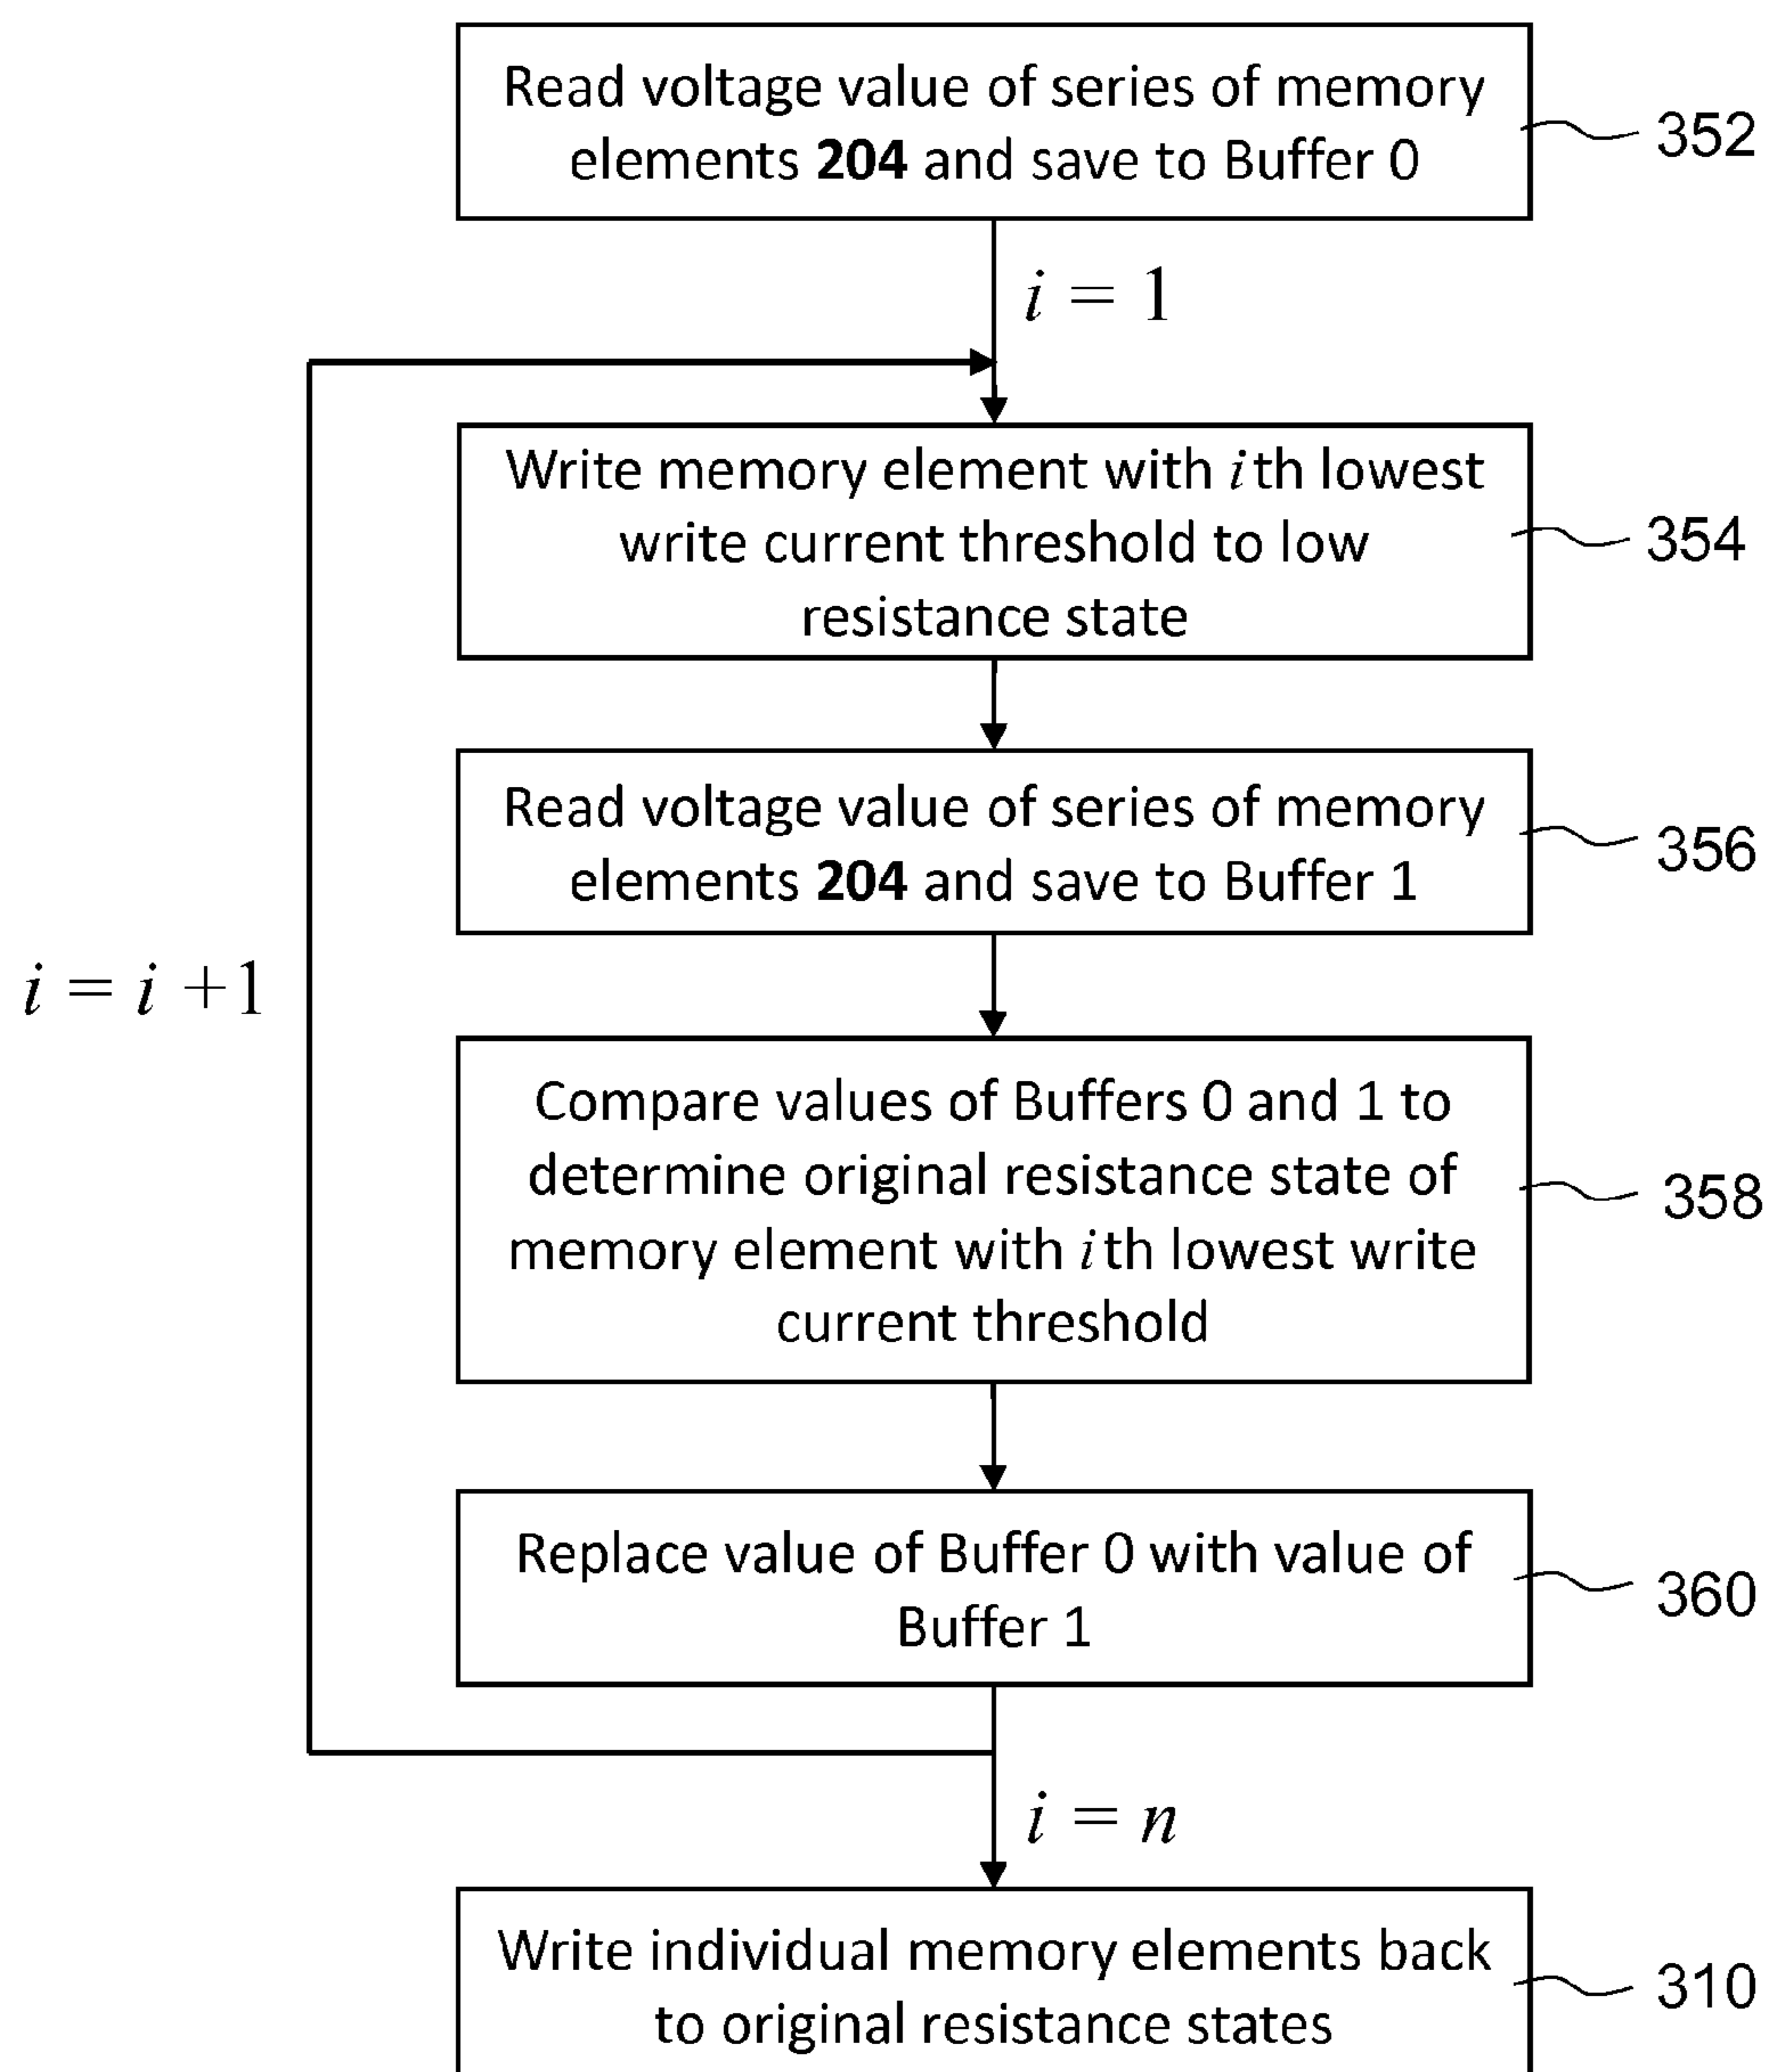 Read voltage value of series of memory
elements 204 and save to Buffer 0
352
i = 1
Write memory element with ith lowest
write current threshold to low
resistance state
354
Read voltage value of series of memory
elements 204 and save to Buffer 1
356
i = i +1
Compare values of Buffers 0 and 1 to
determine original resistance state of
memory element with ith lowest write
current threshold
358
Replace value of Buffer 0 with value of
Buffer 1
360
i = n
Write individual memory elements back
to original resistance states
310